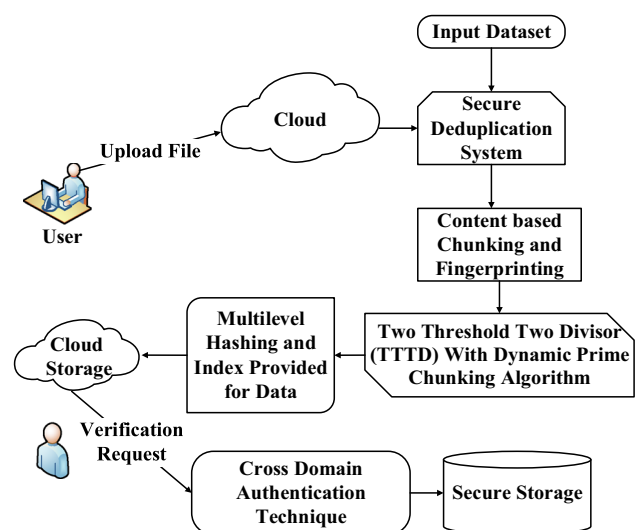 Input Dataset
Cloud
Secure
Deduplication
System
Upload File
User
Content based
Chunking and
Fingerprinting
Two Threshold Two Divisor
(TTTD) With Dynamic Prime
Chunking Algorithm
Multilevel
Hashing and
Index Provided
for Data
Cloud
Storage
Verification
Request
Cross Domain
Authentication
Technique
Secure Storage